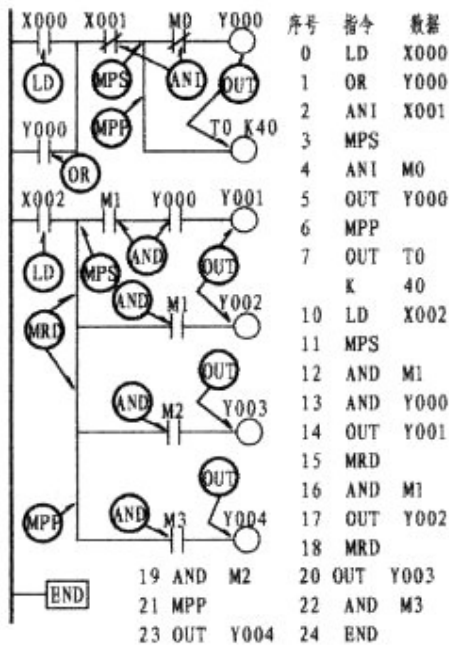 X000 X001 M0 Y000
LD MPS ANI OUT
MPP
Y000 T0 K40
OR
X002 M1 Y000 Y001
LD MPS AND OUT
AND
MRD M1 Y002
AND OUT
M2 Y003
OUT
MPP AND M3 Y004
END
序号 指令 数据
0 LD X000
1 OR Y000
2 ANI X001
3 MPS
4 ANI M0
5 OUT Y000
6 MPP
7 OUT T0
K 40
10 LD X002
11 MPS
12 AND M1
13 AND Y000
14 OUT Y001
15 MRD
16 AND M1
17 OUT Y002
18 MRD
19 AND M2 20 OUT Y003
21 MPP 22 AND M3
23 OUT Y004 24 END